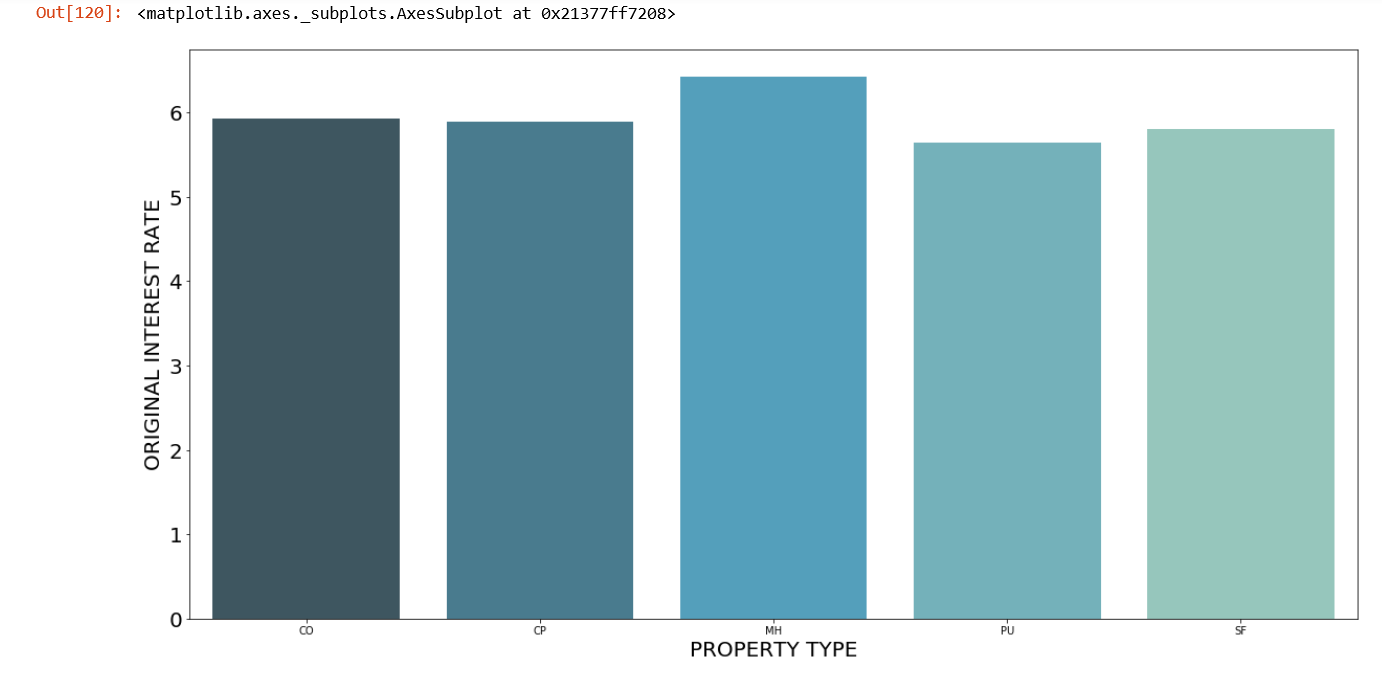 Out[120]: <matplotlib.axes._subplots.AxesSubplot at 0x21377ff7208>
ORIGINAL INTEREST RATE
6
5
4
3
2
1
0
CO CP MH PU SF
PROPERTY TYPE